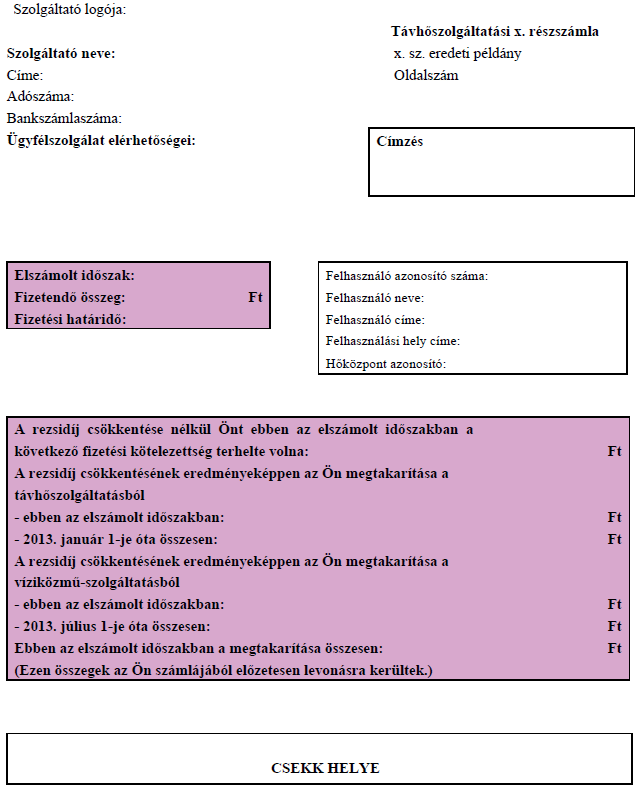 Szolgáltató logója:
Távhőszolgáltatási x. részszámla
Szolgáltató neve:
x. sz. eredeti példány
Címe:
Oldalszám
Adószáma:
Bankszámlaszáma:
Ügyfélszolgálat elérhetőségei:
Címzés
Elszámolt időszak:
Fizetendő összeg: Ft
Fizetési határidő:
Felhasználó azonosító száma:
Felhasználó neve:
Felhasználó címe:
Felhasználási hely címe:
Hőközpont azonosító:
A rezsidíj csökkentése nélkül Önt ebben az elszámolt időszakban a
következő fizetési kötelezettség terhelte volna: Ft
A rezsidíj csökkentésének eredményeképpen az Ön megtakarítása a
távhőszolgáltatásból
- ebben az elszámolt időszakban: Ft
- 2013. január 1-je óta összesen: Ft
A rezsidíj csökkentésének eredményeképpen az Ön megtakarítása a
víziközmű-szolgáltatásból
- ebben az elszámolt időszakban: Ft
- 2013. július 1-je óta összesen: Ft
Ebben az elszámolt időszakban a megtakarítása összesen: Ft
(Ezen összegek az Ön számlájából előzetesen levonásra kerültek.)
CSEKK HELYE